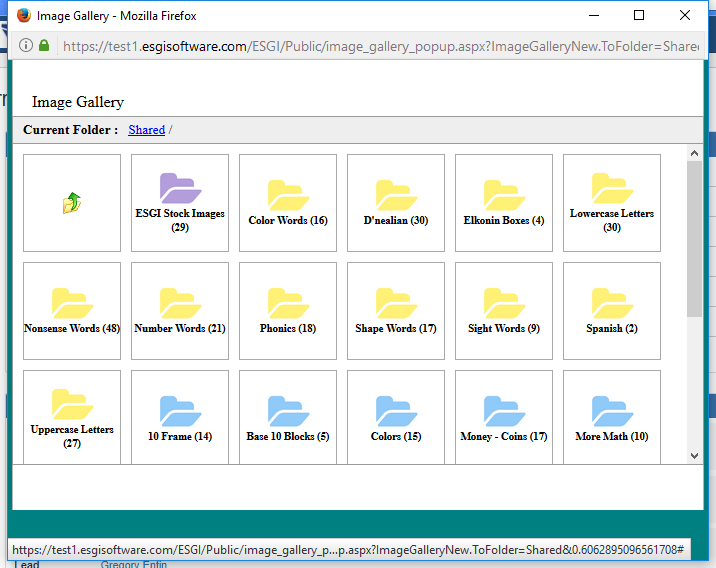 Image Gallery - Mozilla Firefox
https://test1.esgisoftware.com/ESGI/Public/image_gallery_popup.aspx?ImageGalleryNew.ToFolder=Shared
Image Gallery
Current Folder : Shared /
ESGI Stock Images
(29)
Color Words (16)
D'nealian (30)
Elkonin Boxes (4)
Lowercase Letters
(30)
Nonsense Words (48)
Number Words (21)
Phonics (18)
Shape Words (17)
Sight Words (9)
Spanish (2)
Uppercase Letters
(27)
10 Frame (14)
Base 10 Blocks (5)
Colors (15)
Money - Coins (17)
More Math (10)
https://test1.esgisoftware.com/ESGI/Public/image_gallery_p...p.aspx?ImageGalleryNew.ToFolder=Shared&0.6062895096561708#
Lead
Gregory Entin